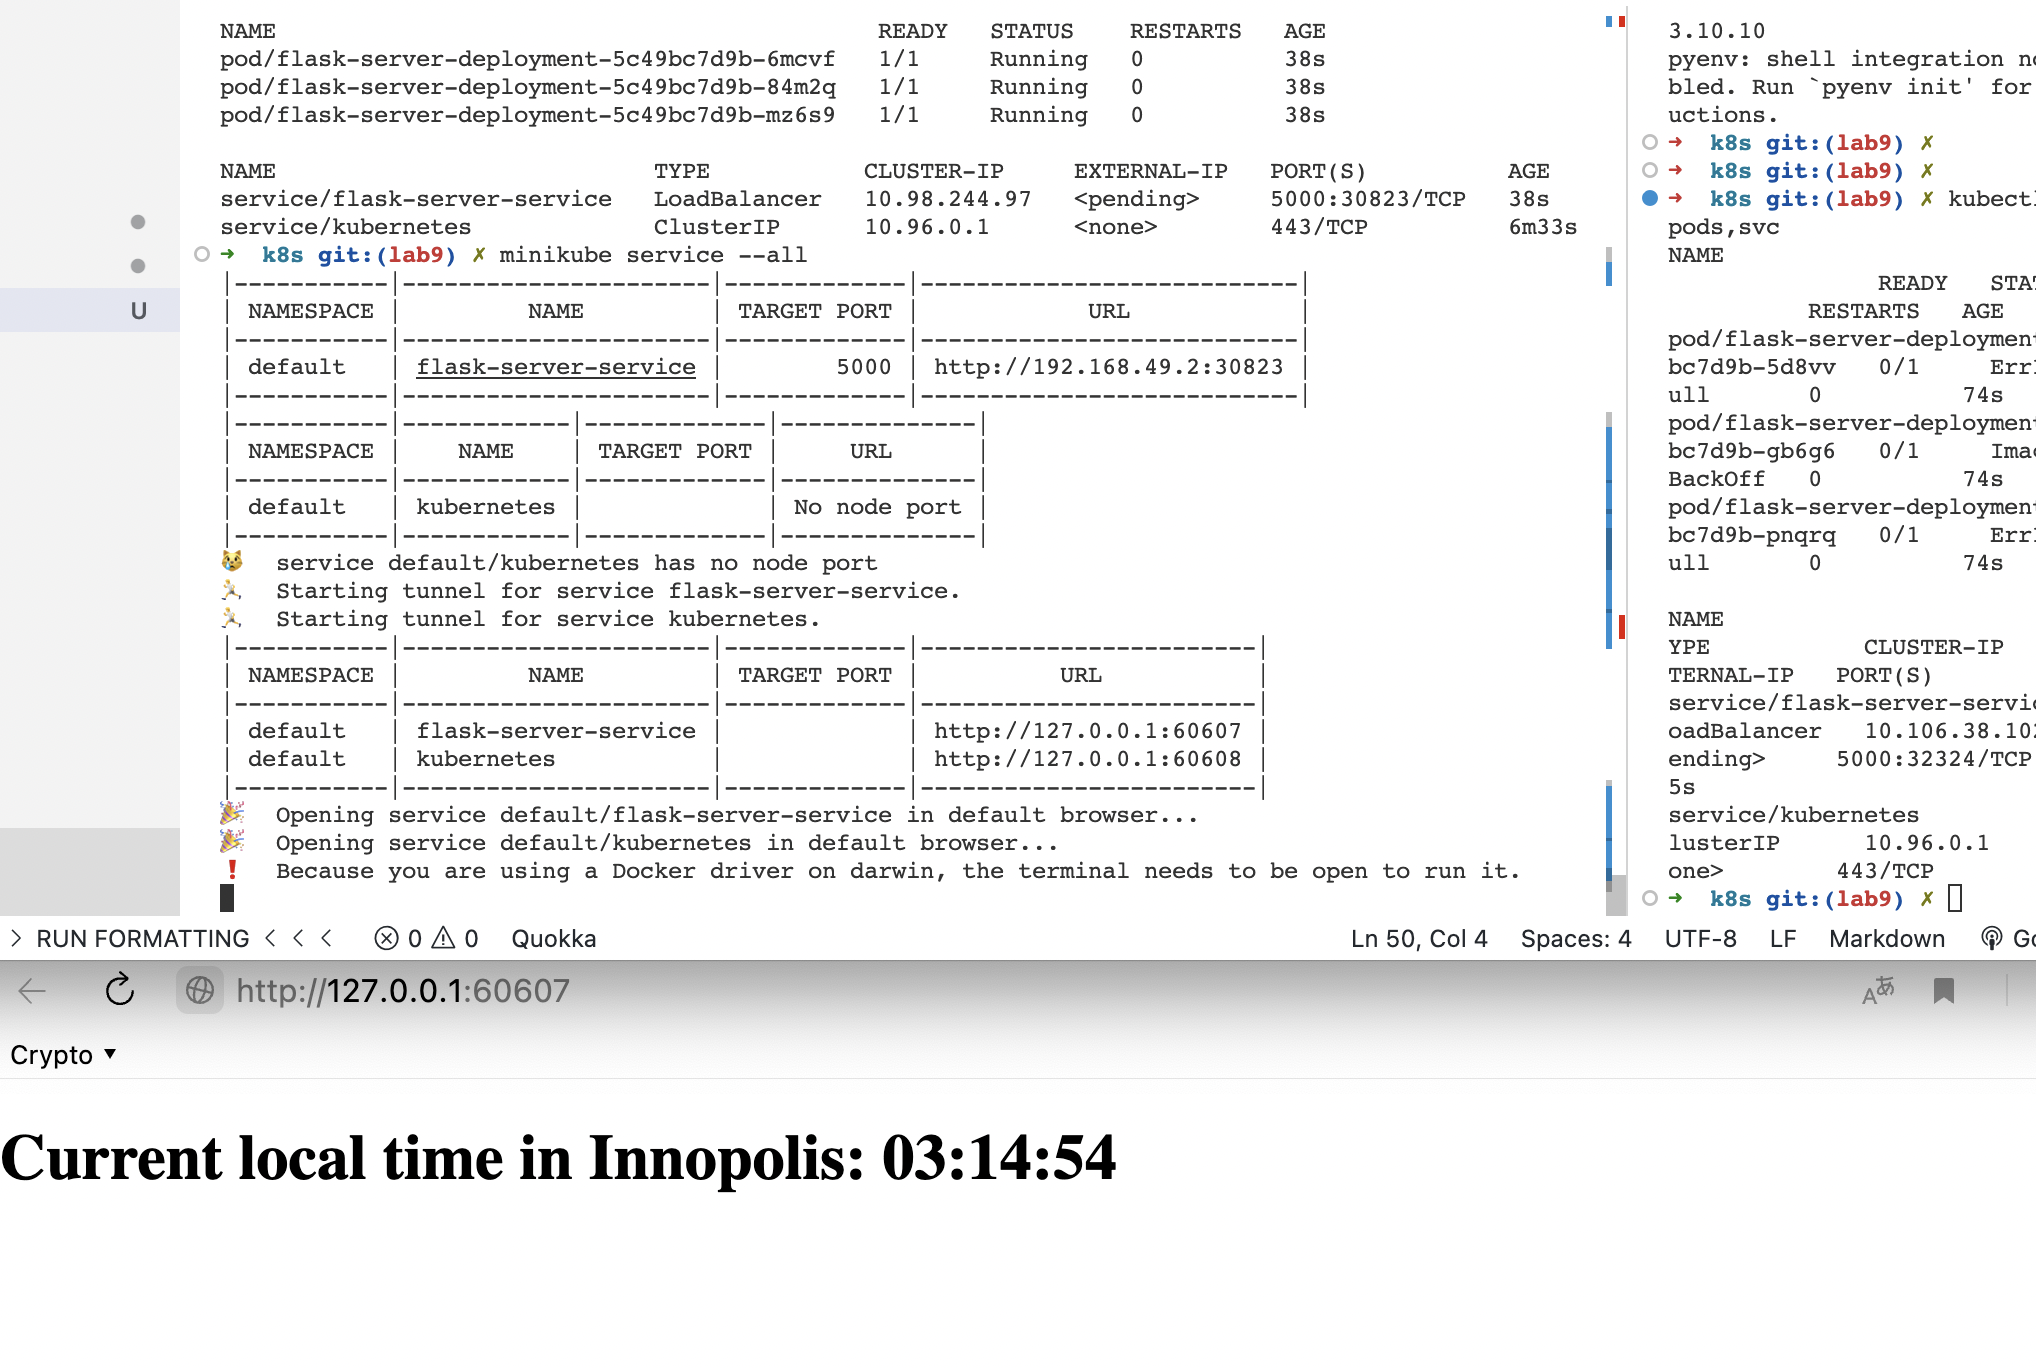 NAME READY STATUS RESTARTS AGE
pod/flask-server-deployment-5c49bc7d9b-6mcvf 1/1 Running 0 38s
pod/flask-server-deployment-5c49bc7d9b-84m2q 1/1 Running 0 38s
pod/flask-server-deployment-5c49bc7d9b-mz6s9 1/1 Running 0 38s
NAME TYPE CLUSTER-IP EXTERNAL-IP PORT(S) AGE
service/flask-server-service LoadBalancer 10.98.244.97 <pending> 5000:30823/TCP 38s
service/kubernetes ClusterIP 10.96.0.1 <none> 443/TCP 6m33s
➜ k8s git:(lab9) ✗ minikube service --all
NAMESPACE NAME TARGET PORT URL
default flask-server-service 5000 http://192.168.49.2:30823
NAMESPACE NAME TARGET PORT URL
default kubernetes No node port
😿 service default/kubernetes has no node port
🏃 Starting tunnel for service flask-server-service.
🏃 Starting tunnel for service kubernetes.
NAMESPACE NAME TARGET PORT URL
default flask-server-service http://127.0.0.1:60607
default kubernetes http://127.0.0.1:60608
🎉 Opening service default/flask-server-service in default browser...
🎉 Opening service default/kubernetes in default browser...
❗ Because you are using a Docker driver on darwin, the terminal needs to be open to run it.
U
3.10.10
pyenv: shell integration
bled. Run `pyenv init' for
uctions.
➜ k8s git:(lab9) ✗
➜ k8s git:(lab9) ✗
➜ k8s git:(lab9) ✗ kubectl
pods,svc
NAME
READY STAT
RESTARTS AGE
pod/flask-server-deployment
bc7d9b-5d8vv 0/1 Err
ull 0 74s
pod/flask-server-deployment
bc7d9b-gb6g6 0/1 Imag
BackOff 0 74s
pod/flask-server-deployment
bc7d9b-pnqrq 0/1 Err
ull 0 74s
NAME
YPE CLUSTER-IP
TERNAL-IP PORT(S)
service/flask-server-servic
oadBalancer 10.106.38.102
ending> 5000:32324/TCP
5s
service/kubernetes
lusterIP 10.96.0.1
one> 443/TCP
➜ k8s git:(lab9) ✗
> RUN FORMATTING < < < 0 0 Quokka Ln 50, Col 4 Spaces: 4 UTF-8 LF Markdown Go
http://127.0.0.1:60607
Crypto ▼
Current local time in Innopolis: 03:14:54